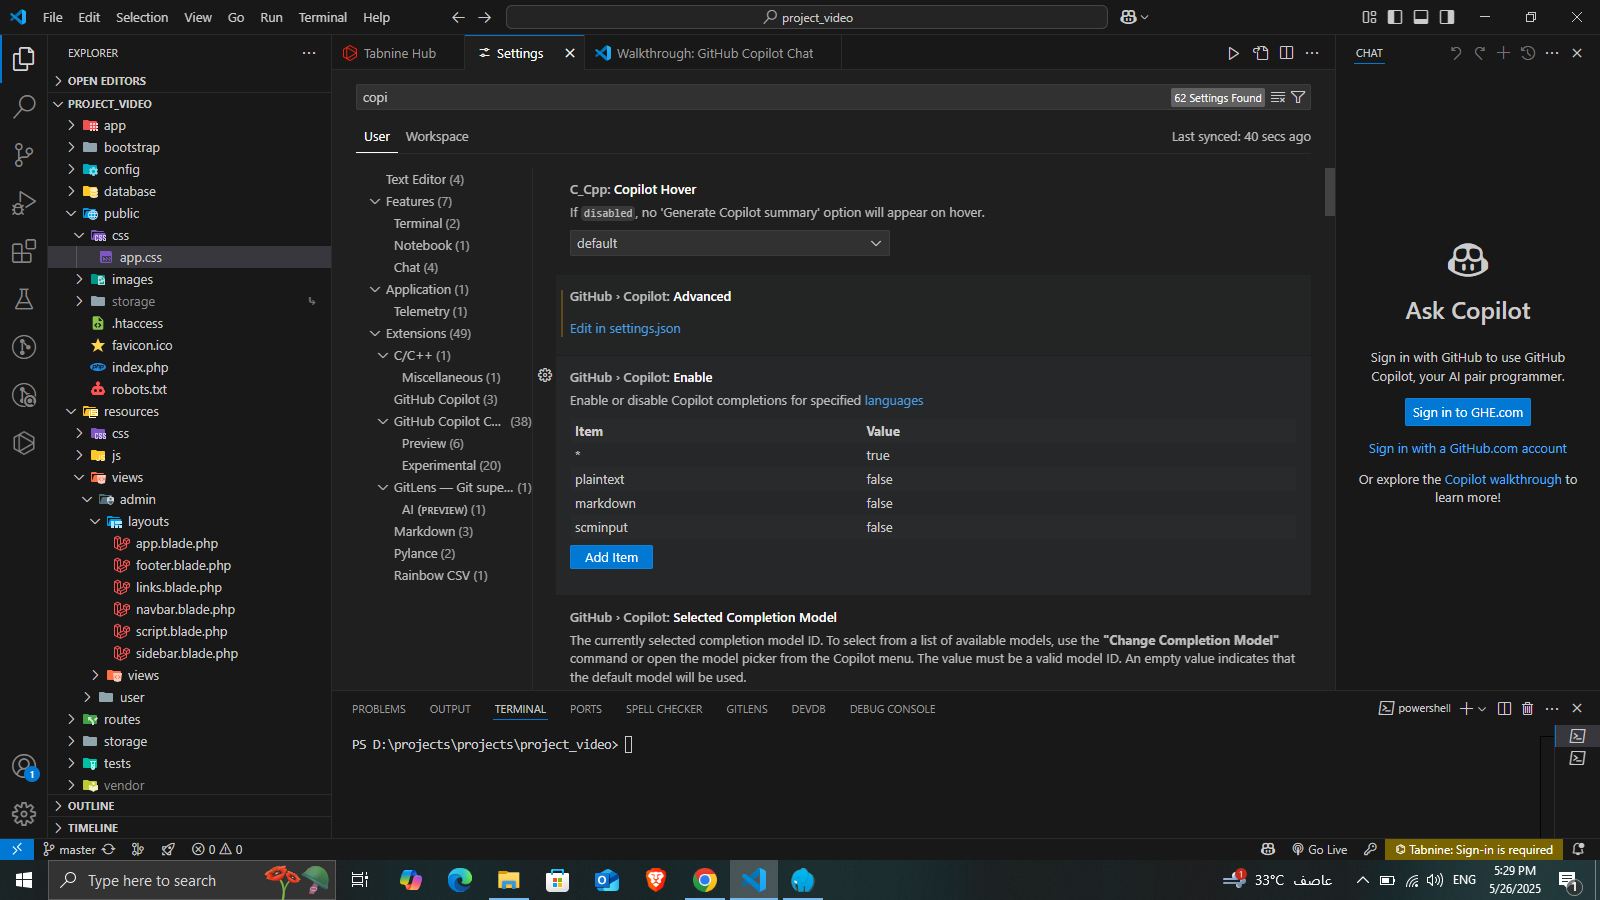 File Edit Selection View Go Run Terminal Help
project_video
EXPLORER
OPEN EDITORS
PROJECT_VIDEO
app
bootstrap
config
database
public
css
app.css
images
storage
.htaccess
favicon.ico
index.php
robots.txt
resources
css
js
views
admin
layouts
app.blade.php
footer.blade.php
links.blade.php
navbar.blade.php
script.blade.php
sidebar.blade.php
views
user
routes
storage
tests
vendor
OUTLINE
TIMELINE
Tabnine Hub
Settings
Walkthrough: GitHub Copilot Chat
copi
62 Settings Found
User Workspace
Last synced: 40 secs ago
Text Editor (4)
Features (7)
Terminal (2)
Notebook (1)
Chat (4)
Application (1)
Telemetry (1)
Extensions (49)
C/C++ (1)
Miscellaneous (1)
GitHub Copilot (3)
GitHub Copilot C... (38)
Preview (6)
Experimental (20)
GitLens — Git supe... (1)
AI (PREVIEW) (1)
Markdown (3)
Pylance (2)
Rainbow CSV (1)
C_Cpp: Copilot Hover
If disabled, no 'Generate Copilot summary' option will appear on hover.
default
GitHub › Copilot: Advanced
Edit in settings.json
GitHub › Copilot: Enable
Enable or disable Copilot completions for specified languages
Item Value
* true
plaintext false
markdown false
scminput false
Add Item
GitHub › Copilot: Selected Completion Model
The currently selected completion model ID. To select from a list of available models, use the "Change Completion Model"
command or open the model picker from the Copilot menu. The value must be a valid model ID. An empty value indicates that
the default model will be used.
CHAT
Ask Copilot
Sign in with GitHub to use GitHub
Copilot, your AI pair programmer.
Sign in to GHE.com
Sign in with a GitHub.com account
Or explore the Copilot walkthrough to
learn more!
PROBLEMS OUTPUT TERMINAL PORTS SPELL CHECKER GITLENS DEVDB DEBUG CONSOLE
powershell
PS D:\projects\projects\project_video>
1
master
0 0
Go Live
Tabnine: Sign-in is required
Type here to search
1
33°C عاصف
ENG
5:29 PM
5/26/2025
1